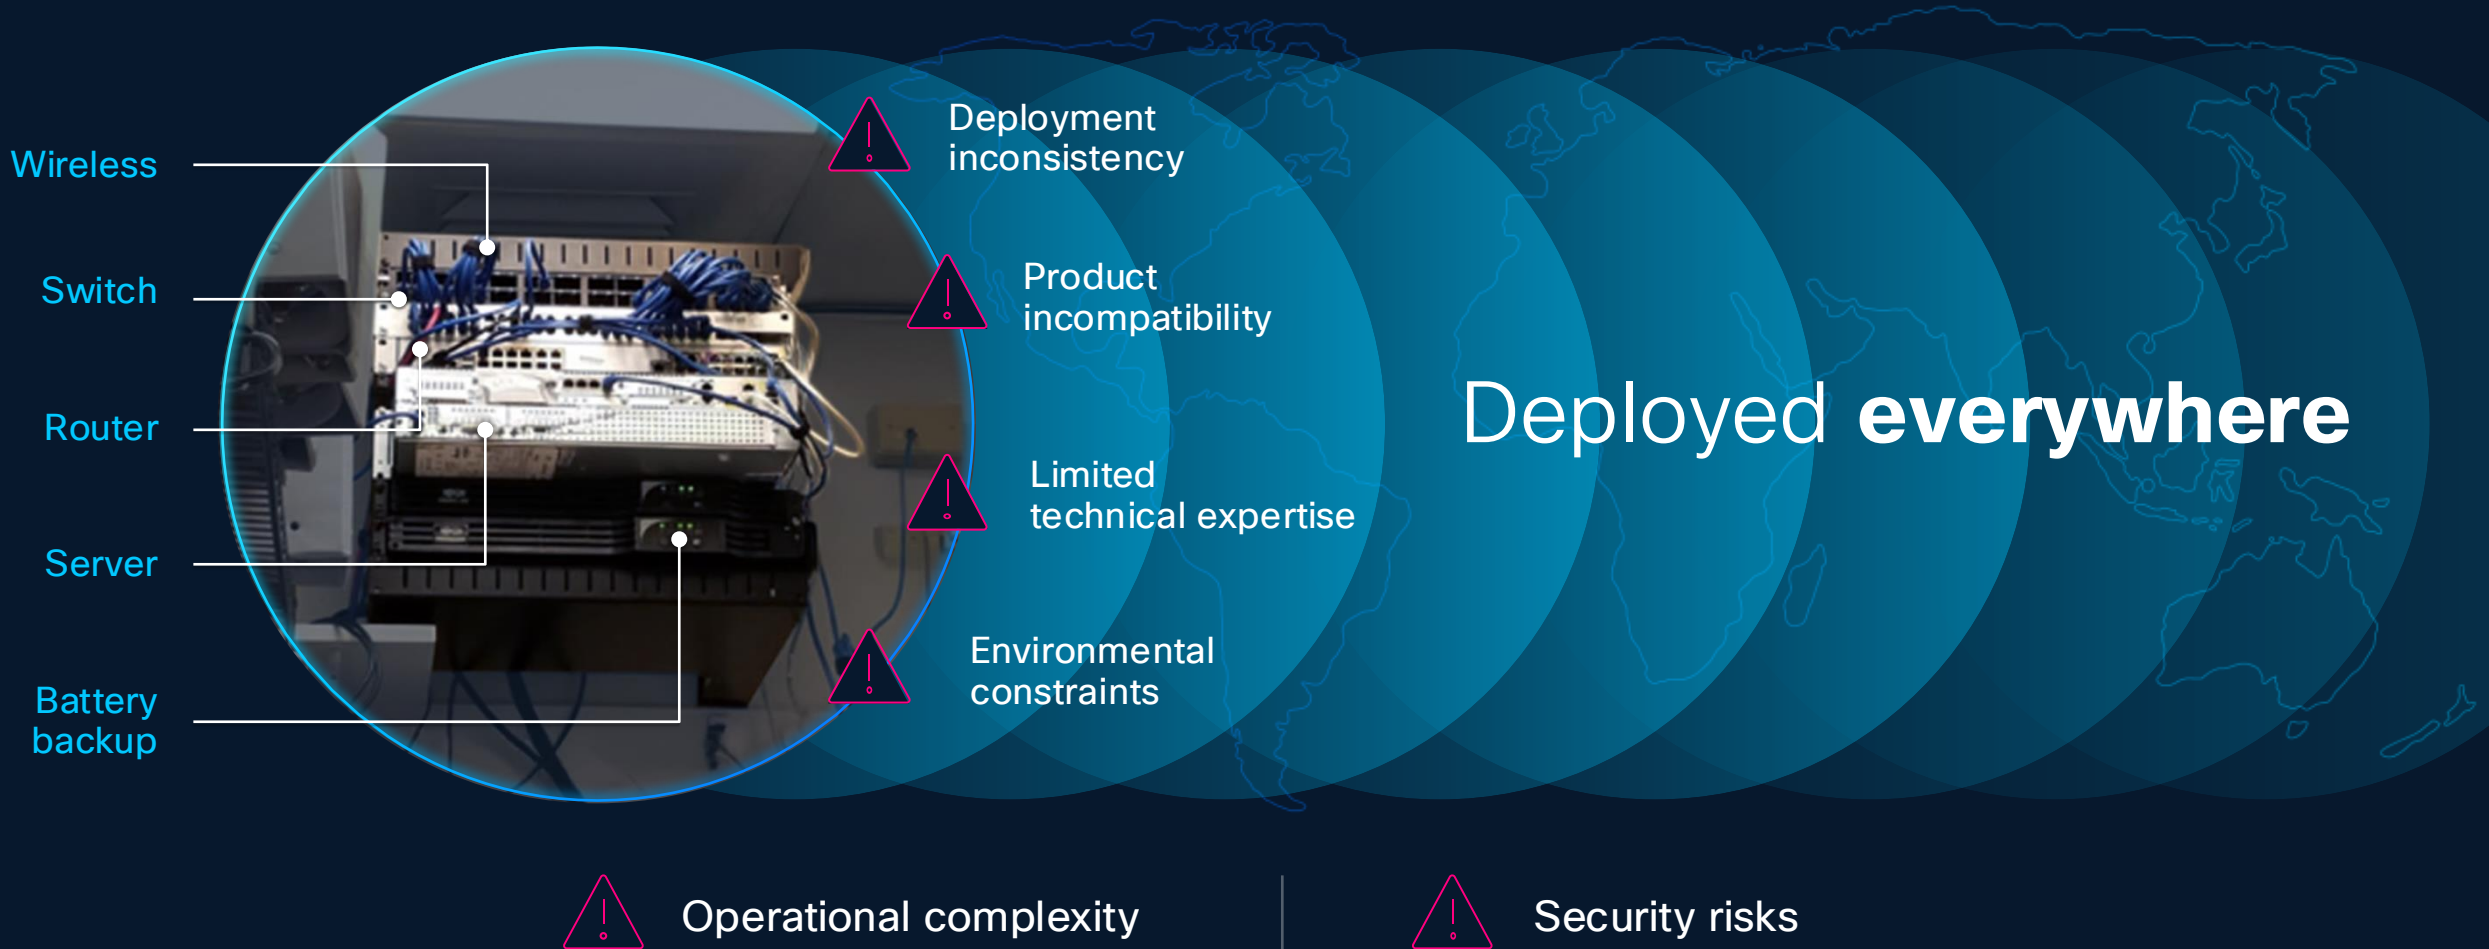 Wireless
Switch
Router
Server
Battery
backup
Deployment
inconsistency
Product
incompatibility
Limited
technical expertise
Environmental
constraints
Deployed everywhere
Operational complexity
Security risks